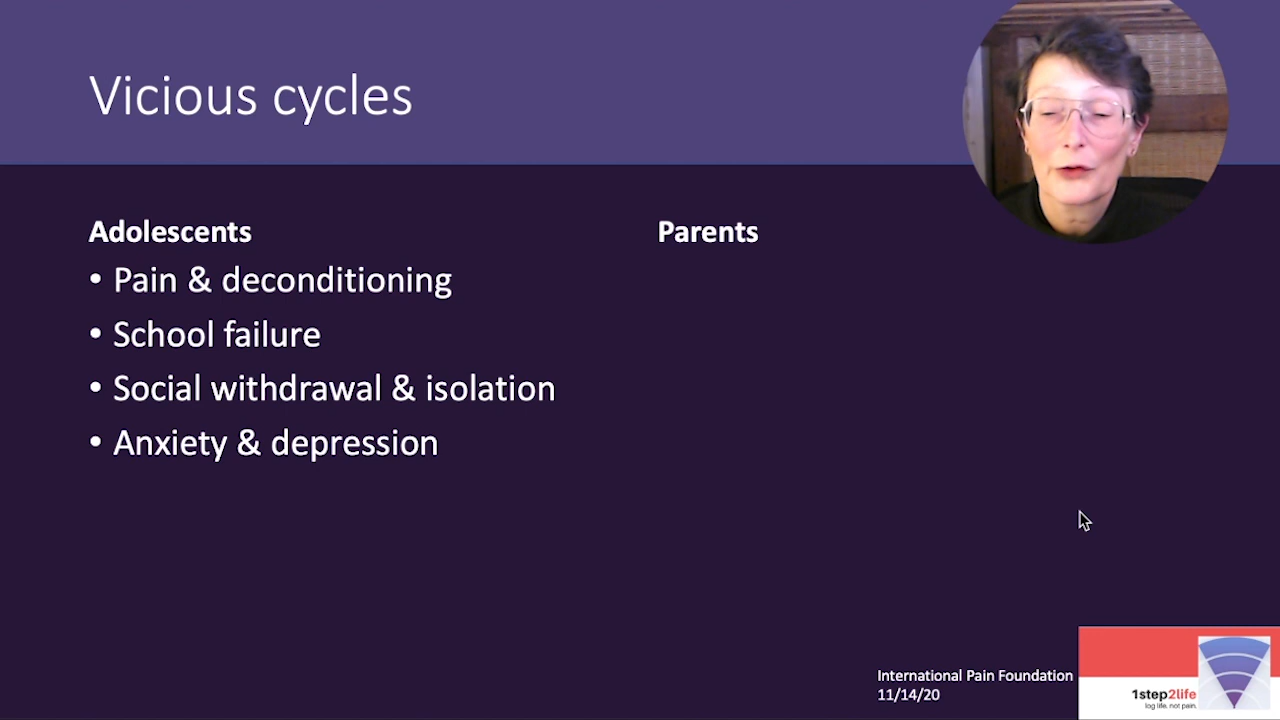 Vicious cycles
Adolescents
• Pain & deconditioning
• School failure
• Social withdrawal & isolation
• Anxiety & depression
Parents
International Pain Foundation
11/14/20
1step2life
log life. not pain.